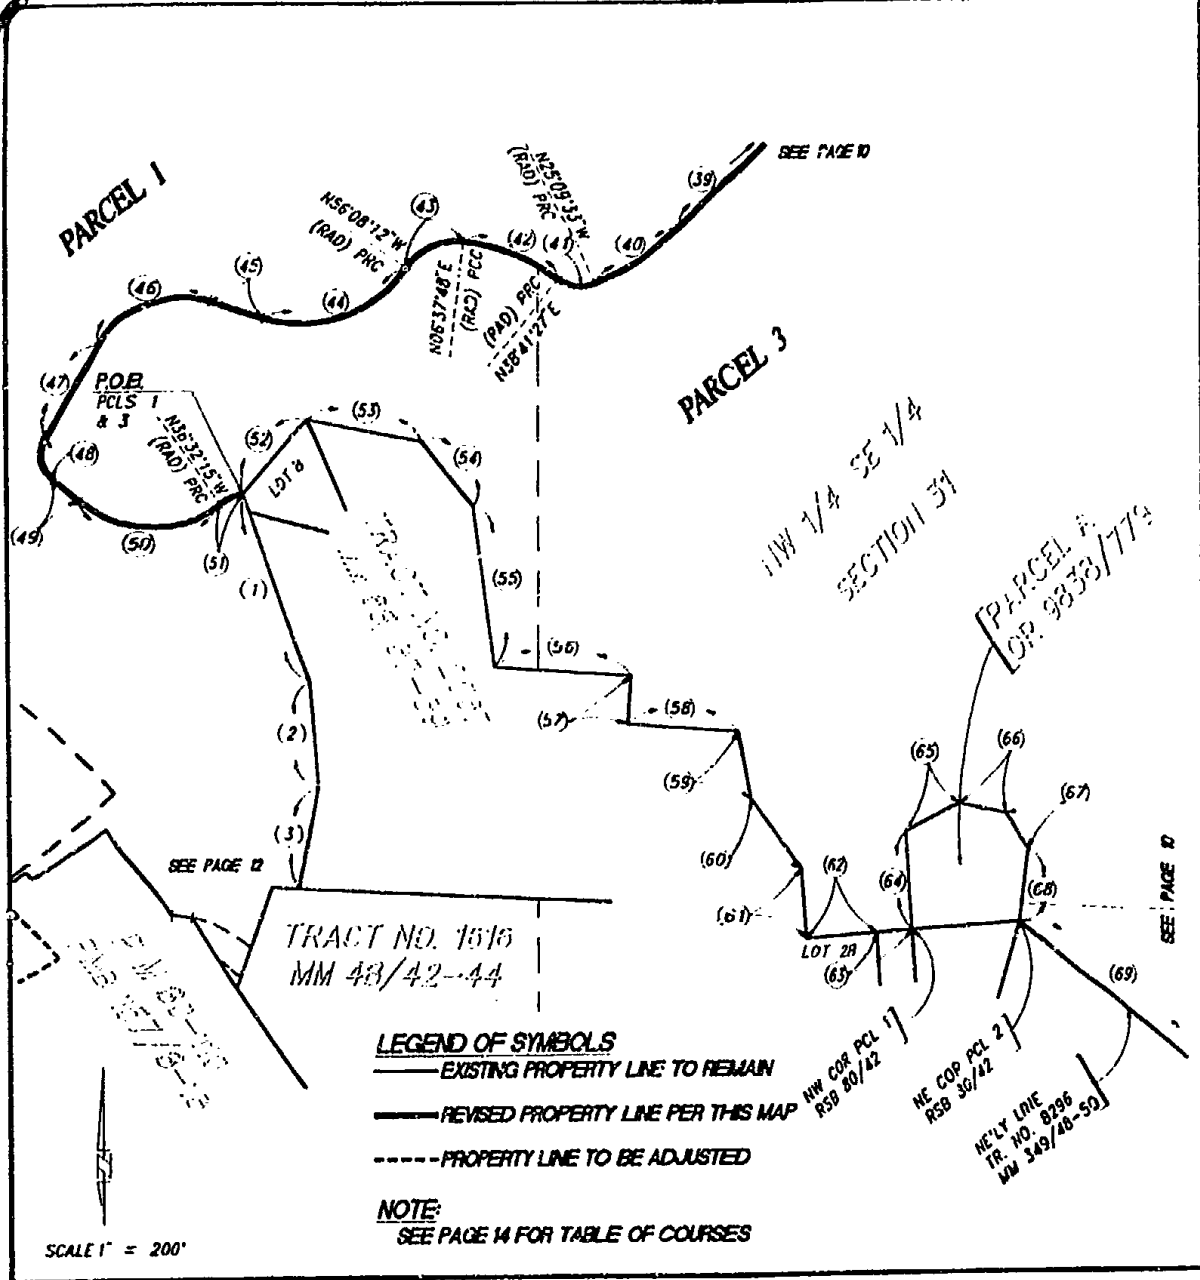 SEE PAGE 10
PARCEL 1
N25°09'33"W
(RAD) PRC
(39)
N56°08'12"W
(RAD) PRC
(43)
(42)
(41)
(40)
(45)
(46)
(44)
N06°37'48"E
(RAD) PCC
(RAD) PRC
N38°41'27"E
PARCEL 3
(47)
P.O.B.
PCLS 1
& 3
(48)
(RAD) PRC
(49)
(50)
(51)
(52)
(53)
LOT 8
(54)
NW 1/4 SE 1/4
SECTION 31
PARCEL A
OR 9838/779
(1)
(55)
(56)
(57)
(58)
(2)
(59)
(65)
(66)
(67)
(3)
SEE PAGE 12
(60)
(62)
(64)
(68)
(61)
LOT 28
(63)
SEE PAGE 10
(69)
TRACT NO. 1616
MM 48/42-44
NW COR PCL 1
RSB 80/42
NE COR PCL 2
RSB 30/42
NE'LY LINE
TR. NO. 8296
MM 349/48-50
LEGEND OF SYMBOLS
EXISTING PROPERTY LINE TO REMAIN
REVISED PROPERTY LINE PER THIS MAP
PROPERTY LINE TO BE ADJUSTED
NOTE:
SEE PAGE 14 FOR TABLE OF COURSES
SCALE 1" = 200'